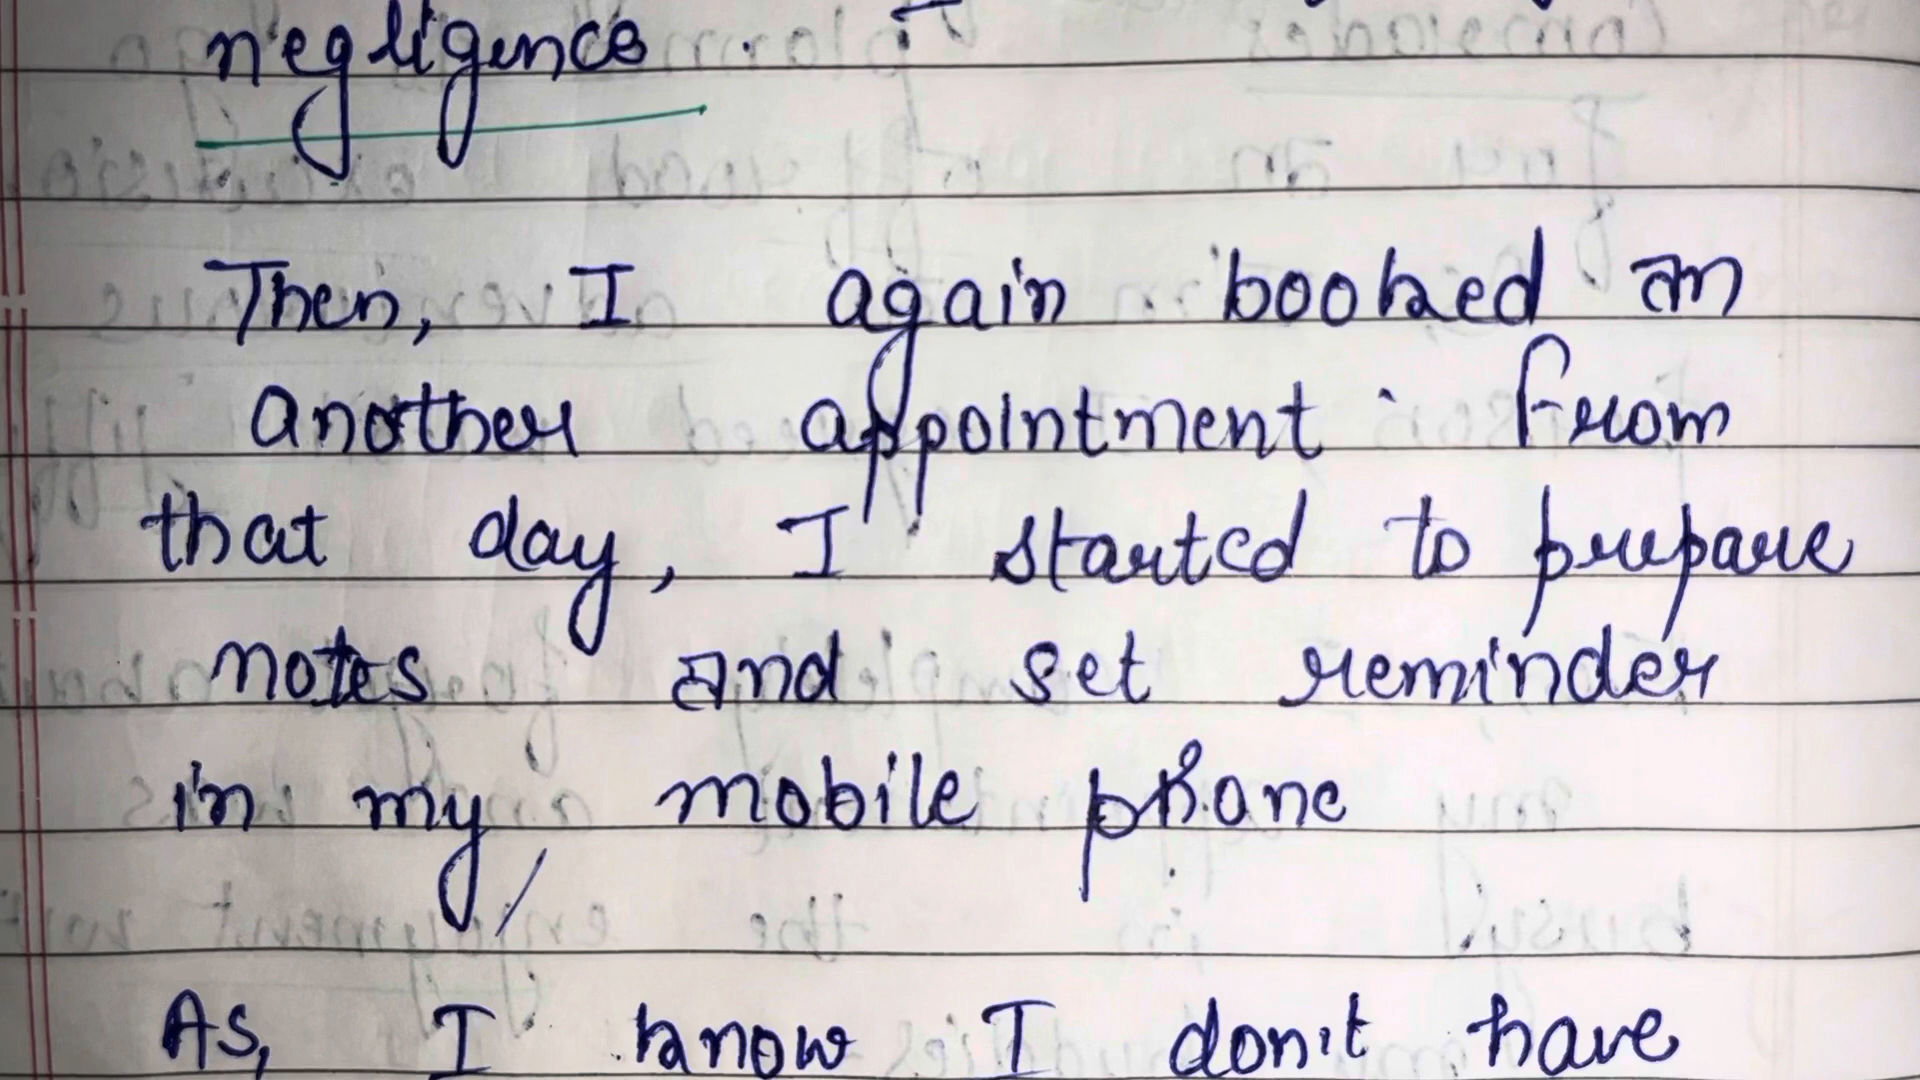 negligence.
Then, I again booked an
another appointment. From
that day, I started to prepare
notes and set reminder
in my mobile phone
As, I know I don't have